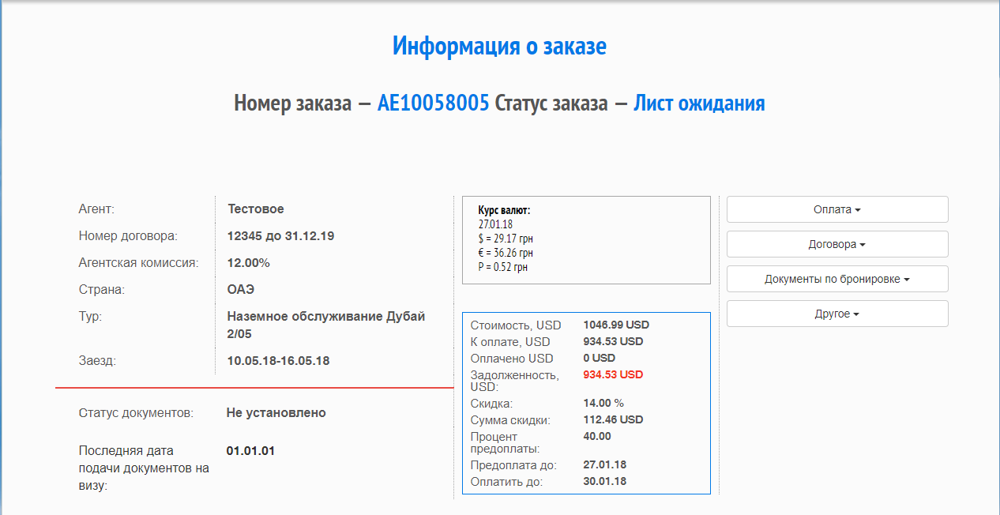 Информация о заказе
Номер заказа — AE10058005 Статус заказа — Лист ожидания
Агент: Тестовое
Номер договора: 12345 до 31.12.19
Агентская комиссия: 12.00%
Страна: ОАЭ
Тур: Наземное обслуживание Дубай
2/05
Заезд: 10.05.18-16.05.18
Статус документов: Не установлено
Последняя дата 01.01.01
подачи документов на
визу:
Курс валют:
27.01.18
$ = 29.17 грн
€ = 36.26 грн
P = 0.52 грн
Стоимость, USD 1046.99 USD
К оплате, USD 934.53 USD
Оплачено USD 0 USD
Задолженность, 934.53 USD
USD:
Скидка: 14.00 %
Сумма скидки: 112.46 USD
Процент 40.00
предоплаты:
Предоплата до: 27.01.18
Оплатить до: 30.01.18
Оплата
Договора
Документы по бронировке
Другое